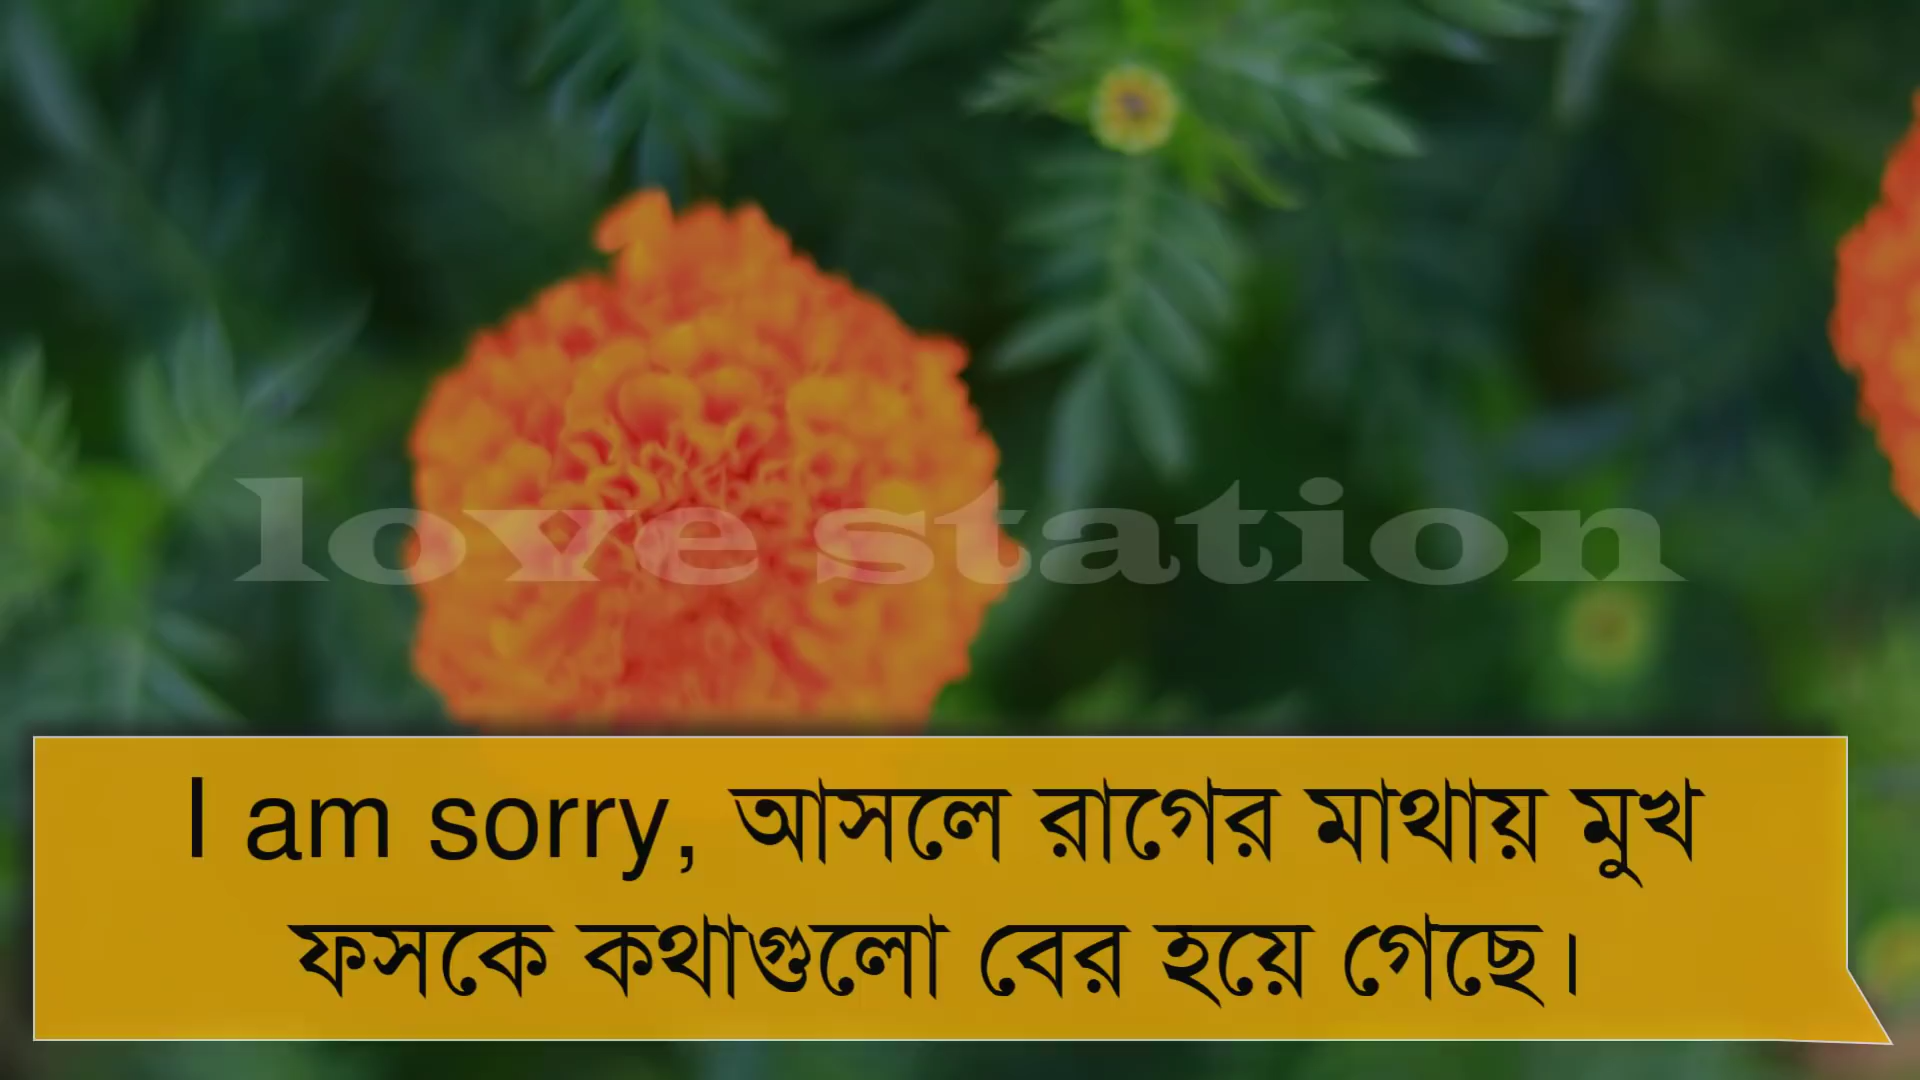 love station
I am sorry, আসলে রাগের মাথায় মুখ
ফসকে কথাগুলো বের হয়ে গেছে।